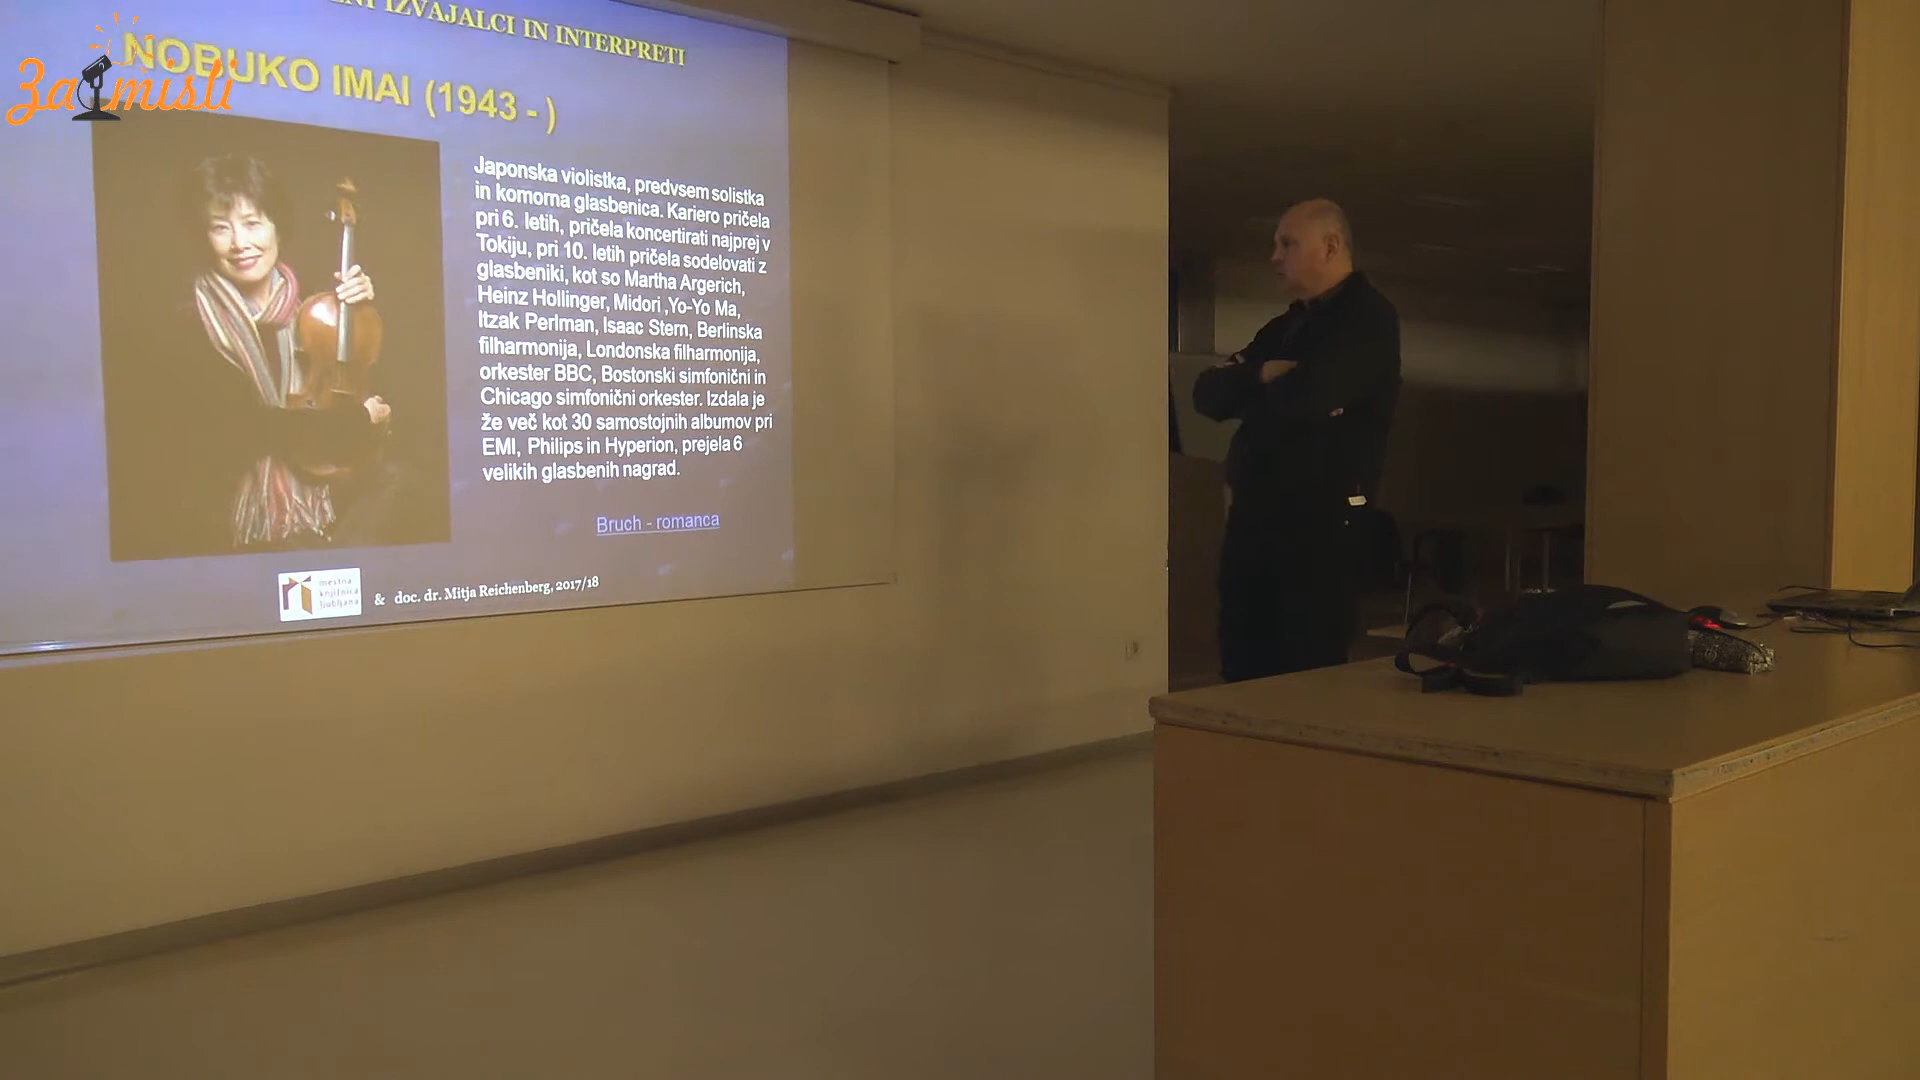 IZVAJALCI IN INTERPRETI
Zamisli
NOBUKO IMAI (1943 - )
Japonska violistka, predvsem solistka
in komorna glasbenica. Kariero pričela
pri 6. letih, pričela koncertirati najprej v
Tokiju, pri 10. letih pričela sodelovati z
glasbeniki, kot so Martha Argerich,
Heinz Hollinger, Midori ,Yo-Yo Ma,
Itzak Perlman, Isaac Stern, Berlinska
filharmonija, Londonska filharmonija,
orkester BBC, Bostonski simfonični in
Chicago simfonični orkester. Izdala je
že več kot 30 samostojnih albumov pri
EMI, Philips in Hyperion, prejela 6
velikih glasbenih nagrad.
Bruch - romanca
mestna
knjižnica
ljubljana
& doc. dr. Mitja Reichenberg, 2017/18